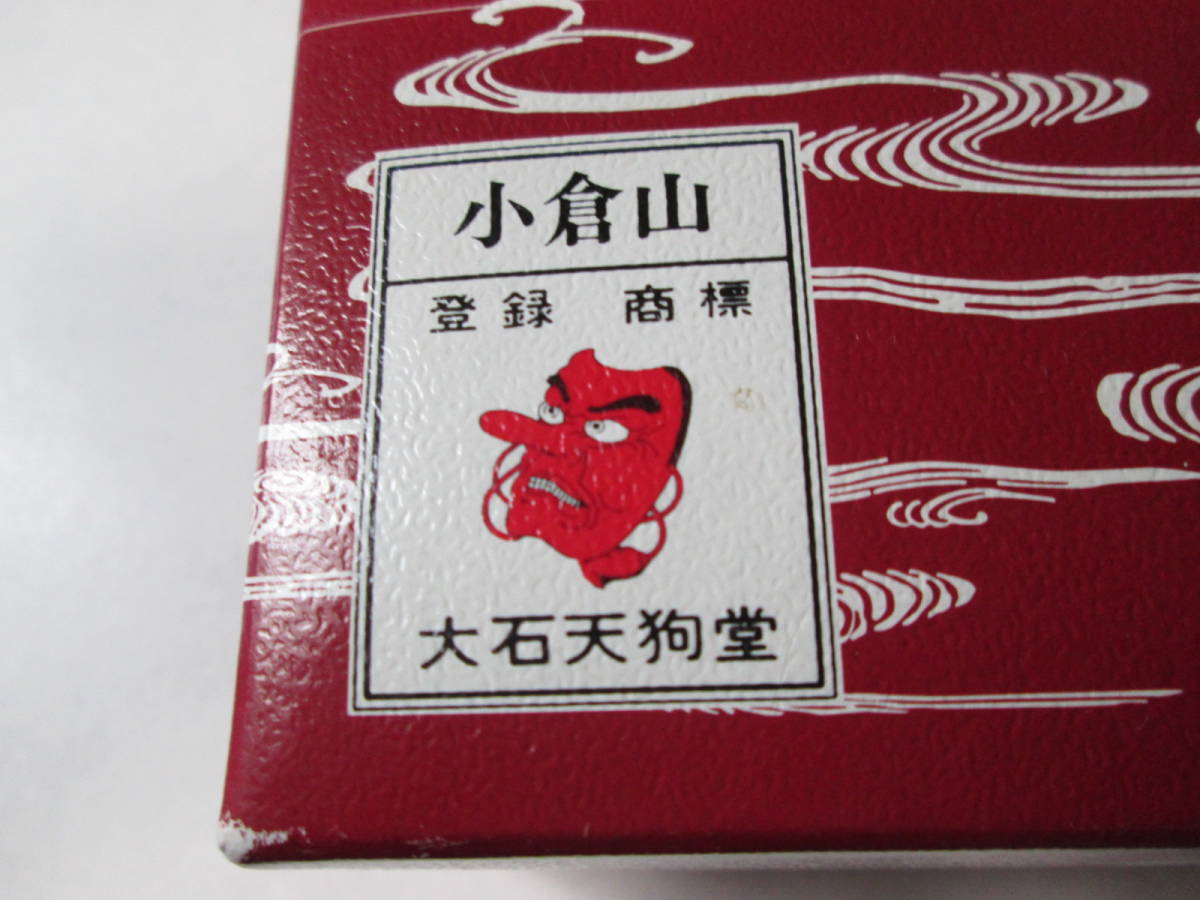 小倉山
登録 商標
大石天狗堂